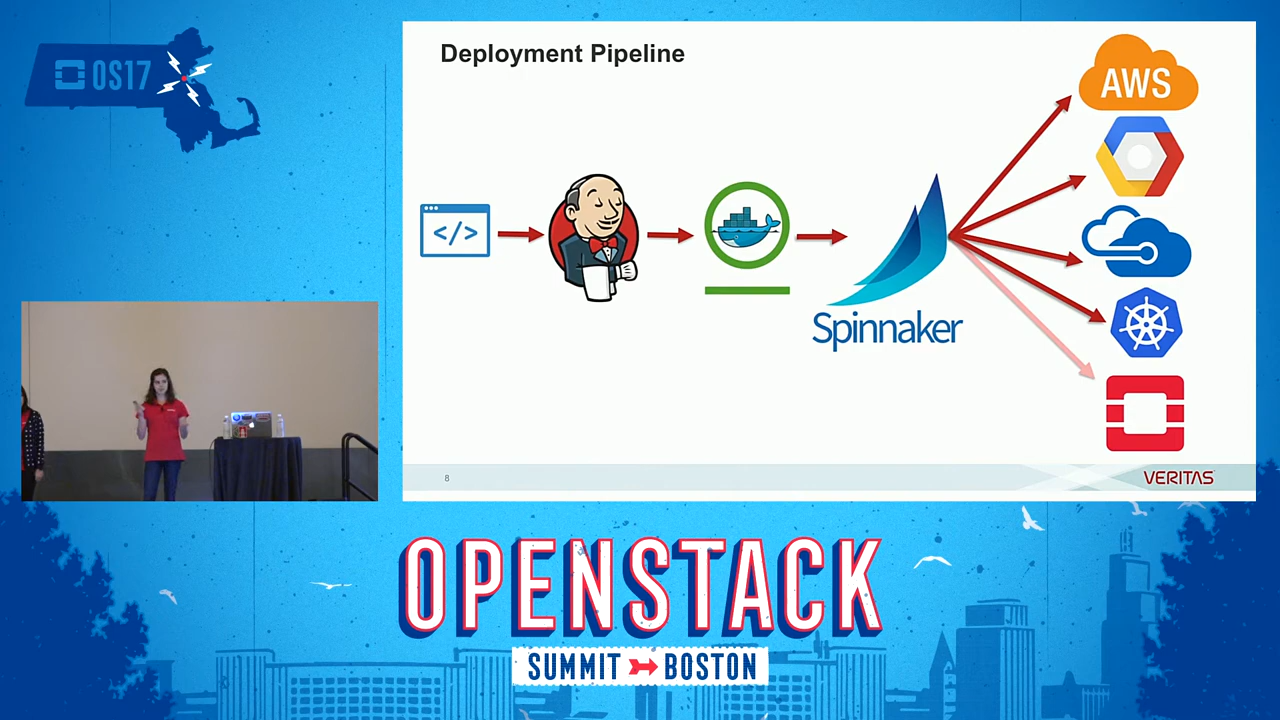 OS17
Deployment Pipeline
AWS
</>
Spinnaker
8
VERITAS
OPENSTACK
SUMMIT BOSTON